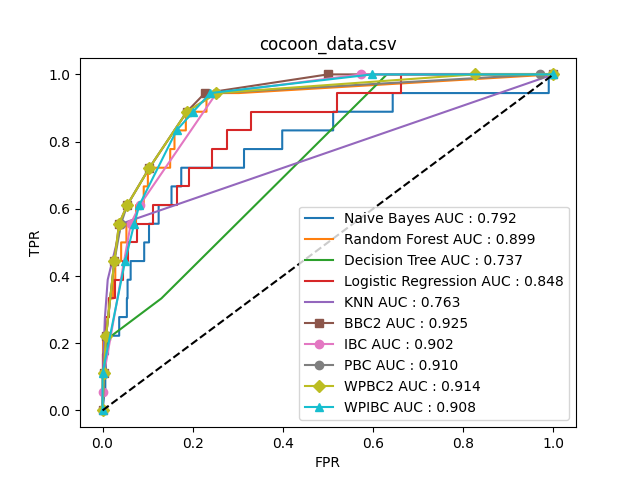 cocoon_data.csv
1.0
0.8
0.6
0.4
0.2
0.0
TPR
Naive Bayes AUC : 0.792
Random Forest AUC : 0.899
Decision Tree AUC : 0.737
Logistic Regression AUC : 0.848
KNN AUC : 0.763
BBC2 AUC : 0.925
IBC AUC : 0.902
PBC AUC : 0.910
WPBC2 AUC : 0.914
WPIBC AUC : 0.908
0.0 0.2 0.4 0.6 0.8 1.0
FPR